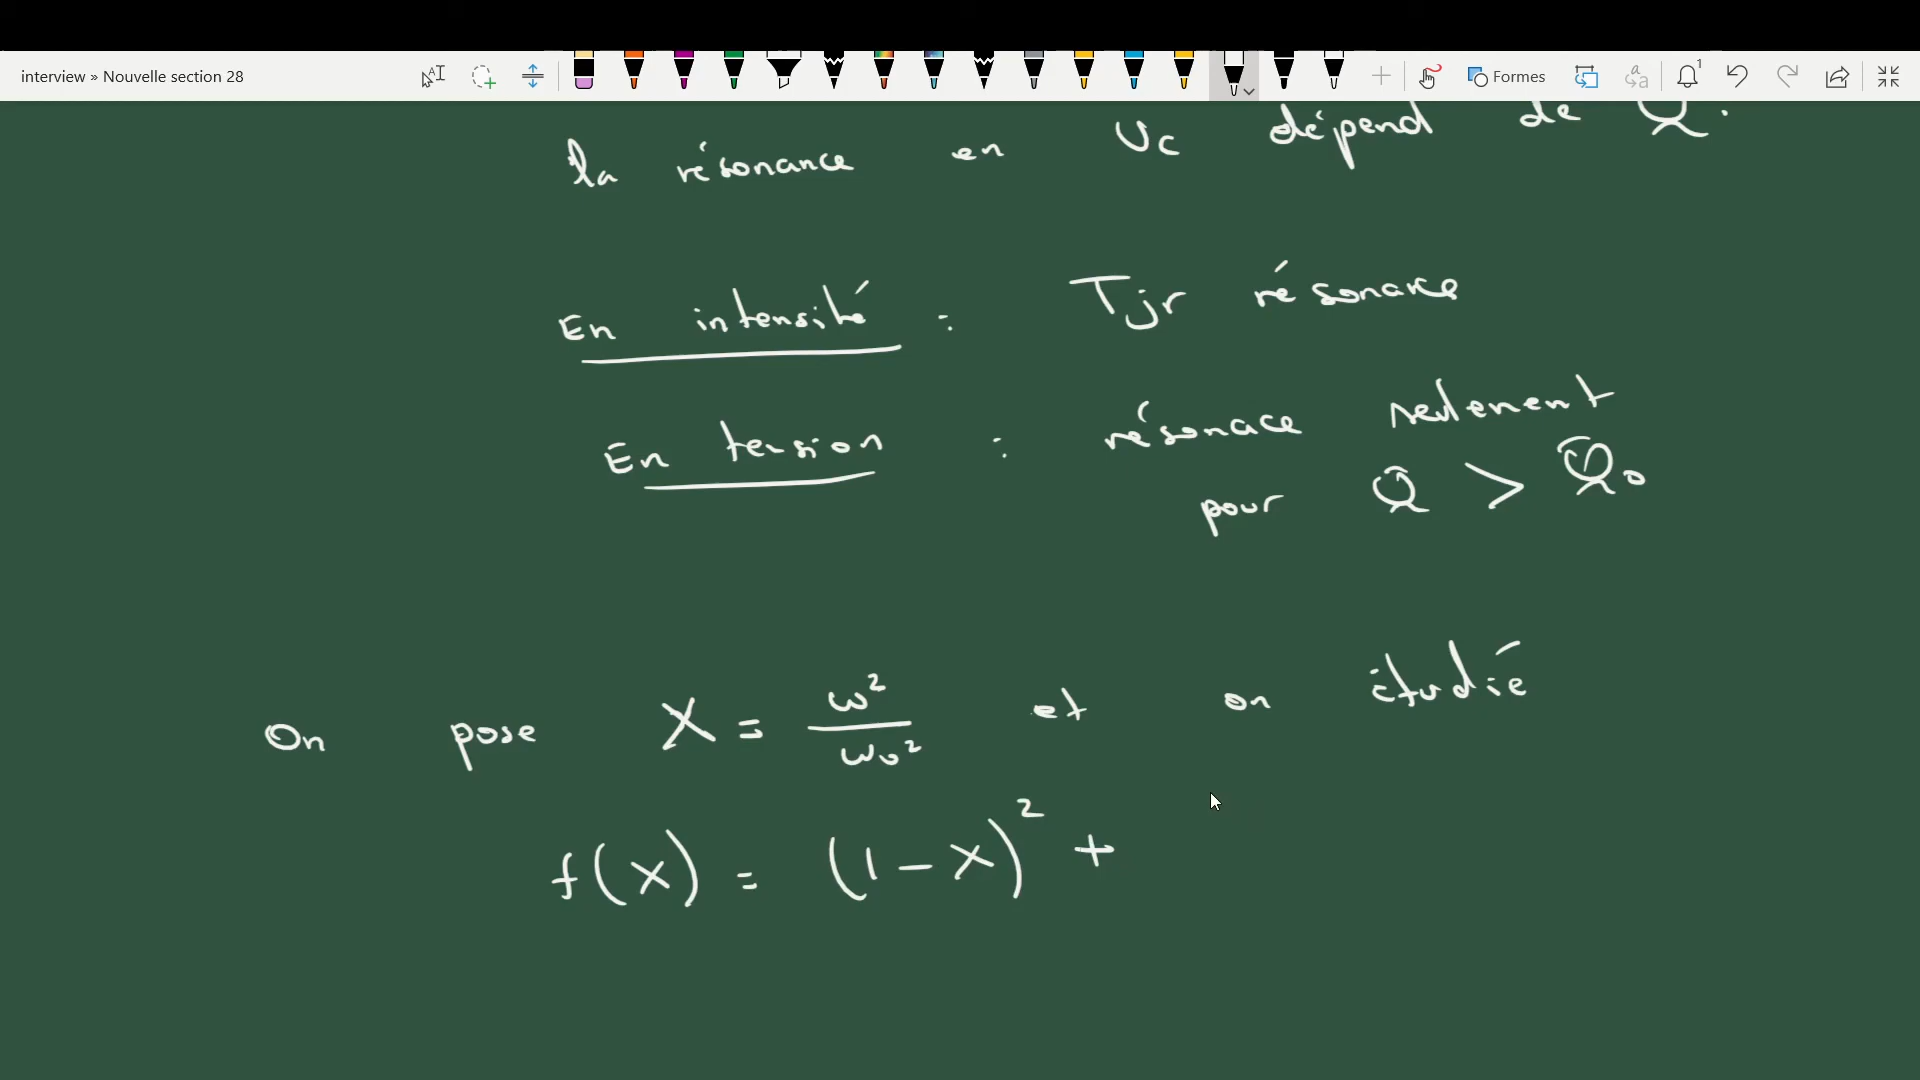 interview » Nouvelle section 28
Formes
1
la résonance en Uc dépend de Q.
En intensité : Tjr résonance
En tension : résonace seulement
pour Q > Q₀
On pose X = ω²/ω₀² et on étudie
f(X) = (1 - X)² +